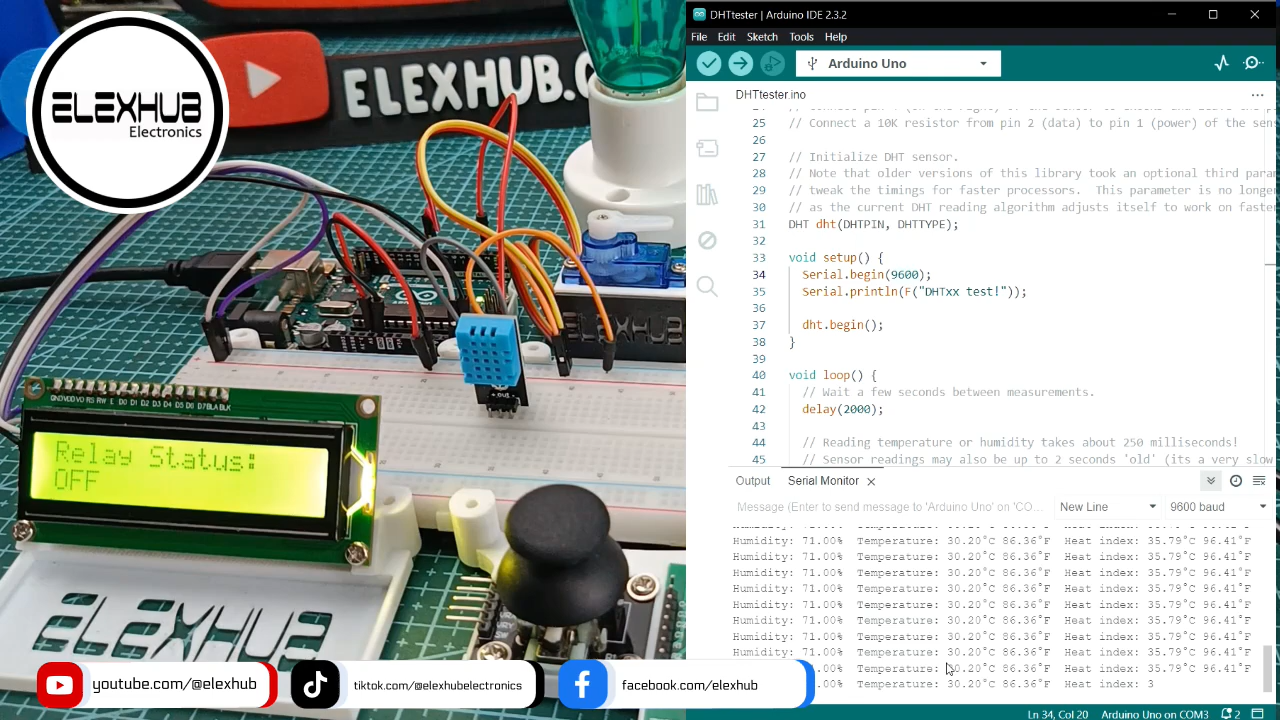 ELEXHUB
Electronics
ELEXHUB.C
Relay Status:
OFF
ELEXHUB
youtube.com/@elexhub
tiktok.com/@elexhubelectronics
facebook.com/elexhub
DHTtester | Arduino IDE 2.3.2
File Edit Sketch Tools Help
Arduino Uno
DHTtester.ino
25 // Connect a 10K resistor from pin 2 (data) to pin 1 (power) of the sens
26
27 // Initialize DHT sensor.
28 // Note that older versions of this library took an optional third para
29 // tweak the timings for faster processors.  This parameter is no longe
30 // as the current DHT reading algorithm adjusts itself to work on faste
31 DHT dht(DHTPIN, DHTTYPE);
32
33 void setup() {
34 Serial.begin(9600);
35 Serial.println(F("DHTxx test!"));
36
37 dht.begin();
38 }
39
40 void loop() {
41 // Wait a few seconds between measurements.
42 delay(2000);
43
44 // Reading temperature or humidity takes about 250 milliseconds!
45 // Sensor readings may also be up to 2 seconds 'old' (its a very slow
Output Serial Monitor
Message (Enter to send message to 'Arduino Uno' on 'CO... New Line 9600 baud
Humidity: 71.00% Temperature: 30.20°C 86.36°F Heat index: 35.79°C 96.41°F
Humidity: 71.00% Temperature: 30.20°C 86.36°F Heat index: 35.79°C 96.41°F
Humidity: 71.00% Temperature: 30.20°C 86.36°F Heat index: 35.79°C 96.41°F
Humidity: 71.00% Temperature: 30.20°C 86.36°F Heat index: 35.79°C 96.41°F
Humidity: 71.00% Temperature: 30.20°C 86.36°F Heat index: 35.79°C 96.41°F
Humidity: 71.00% Temperature: 30.20°C 86.36°F Heat index: 35.79°C 96.41°F
Humidity: 71.00% Temperature: 30.20°C 86.36°F Heat index: 35.79°C 96.41°F
Humidity: 71.00% Temperature: 30.20°C 86.36°F Heat index: 35.79°C 96.41°F
.00% Temperature: 30.20°C 86.36°F Heat index: 35.79°C 96.41°F
.00% Temperature: 30.20°C 86.36°F Heat index: 3
Ln 34, Col 20 Arduino Uno on COM3 2